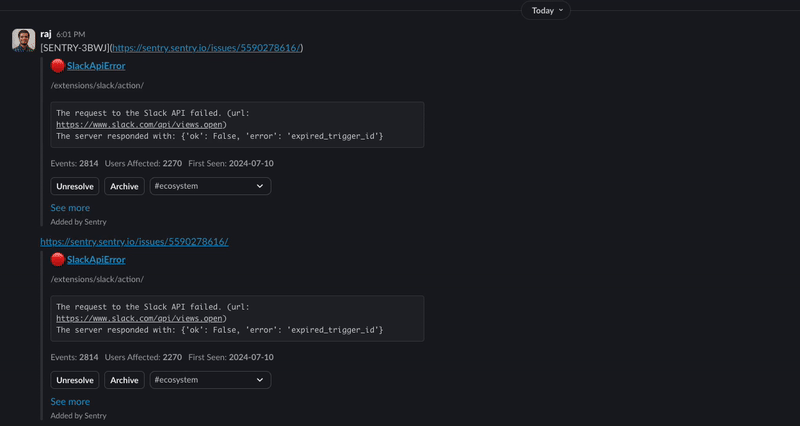 Today
raj 6:01 PM
[SENTRY-3BWJ](https://sentry.sentry.io/issues/5590278616/)
SlackApiError
/extensions/slack/action/
The request to the Slack API failed. (url:
https://www.slack.com/api/views.open)
The server responded with: {'ok': False, 'error': 'expired_trigger_id'}
Events: 2814 Users Affected: 2270 First Seen: 2024-07-10
Unresolve Archive #ecosystem
See more
Added by Sentry
https://sentry.sentry.io/issues/5590278616/
SlackApiError
/extensions/slack/action/
The request to the Slack API failed. (url:
https://www.slack.com/api/views.open)
The server responded with: {'ok': False, 'error': 'expired_trigger_id'}
Events: 2814 Users Affected: 2270 First Seen: 2024-07-10
Unresolve Archive #ecosystem
See more
Added by Sentry